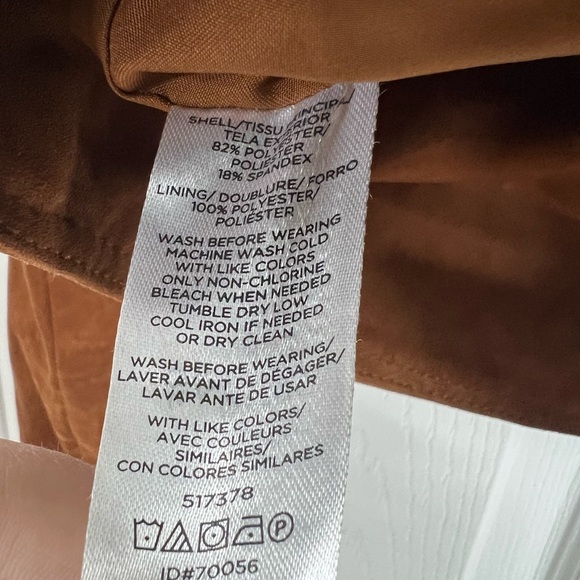 SHELL/TISSU PRINCIPAL/
TELA EXTERIOR
82% POLYESTER/
POLIÉSTER
18% SPANDEX
LINING/ DOUBLURE/ FORRO
100% POLYESTER/
POLIÉSTER
WASH BEFORE WEARING
MACHINE WASH COLD
WITH LIKE COLORS
ONLY NON-CHLORINE
BLEACH WHEN NEEDED
TUMBLE DRY LOW
COOL IRON IF NEEDED
OR DRY CLEAN
WASH BEFORE WEARING/
LAVER AVANT DE DÉGAGER/
LAVAR ANTE DE USAR
WITH LIKE COLORS/
AVEC COULEURS
SIMILAIRES/
CON COLORES SIMILARES
517378
P
ID#70056